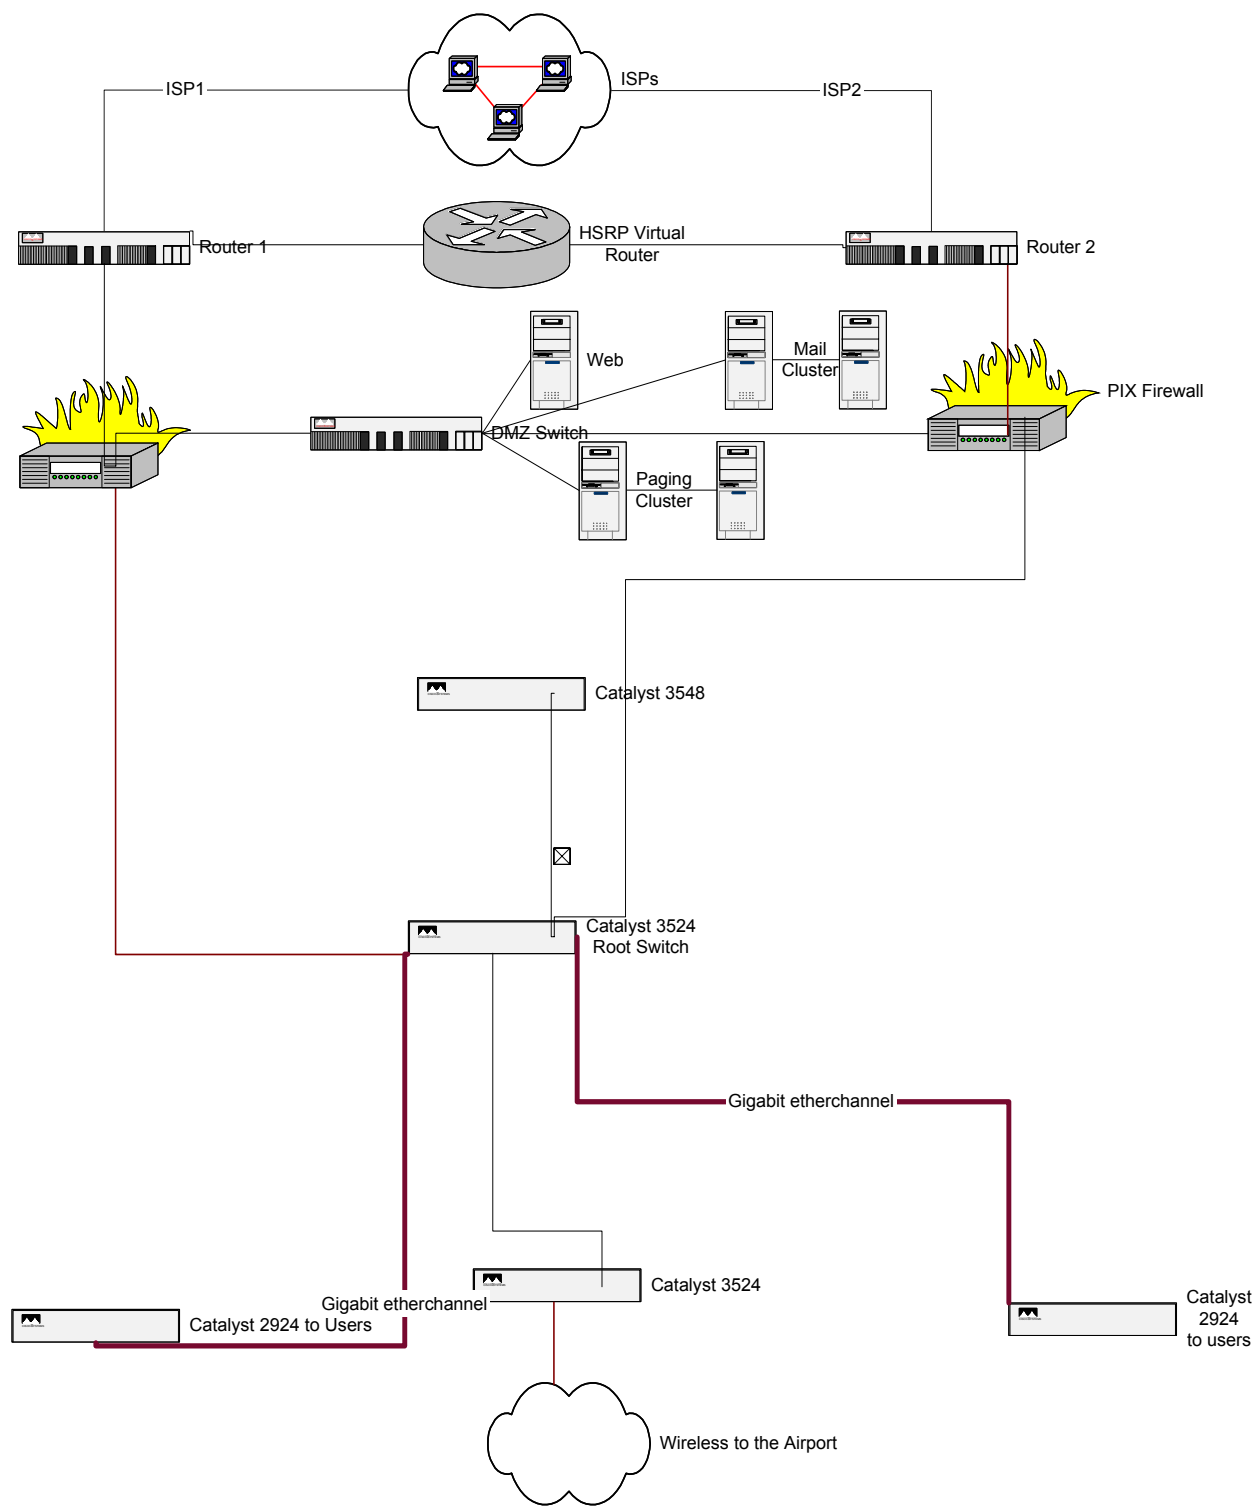 ISP1
ISPs
ISP2
Router 1
HSRP Virtual
Router
Router 2
Web
Mail
Cluster
PIX Firewall
DMZ Switch
Paging
Cluster
Catalyst 3548
Catalyst 3524
Root Switch
Gigabit etherchannel
Catalyst 3524
Gigabit etherchannel
Catalyst 2924 to Users
Catalyst
2924
to users
Wireless to the Airport